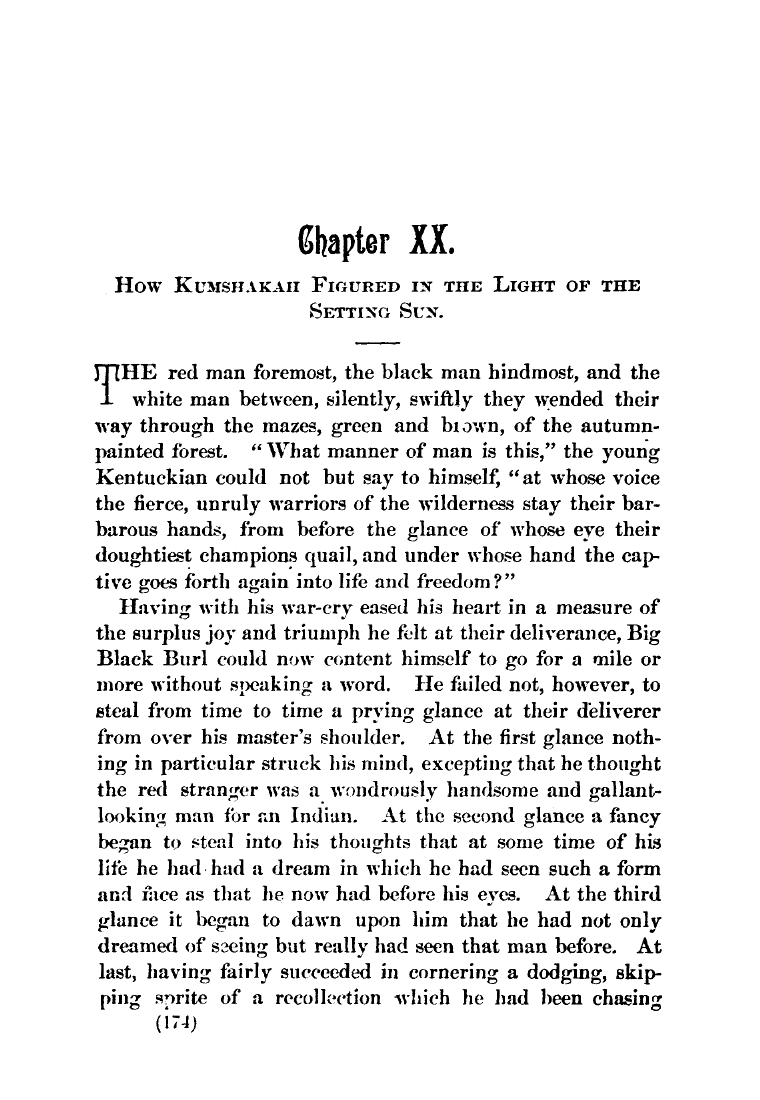 Chapter XX.
How Kumshakah Figured in the Light of the
Setting Sun.
THE red man foremost, the black man hindmost, and the
white man between, silently, swiftly they wended their
way through the mazes, green and brown, of the autumn-
painted forest. "What manner of man is this," the young
Kentuckian could not but say to himself, "at whose voice
the fierce, unruly warriors of the wilderness stay their bar-
barous hands, from before the glance of whose eye their
doughtiest champions quail, and under whose hand the cap-
tive goes forth again into life and freedom?"
Having with his war-cry eased his heart in a measure of
the surplus joy and triumph he felt at their deliverance, Big
Black Burl could now content himself to go for a mile or
more without speaking a word. He failed not, however, to
steal from time to time a prying glance at their deliverer
from over his master's shoulder. At the first glance noth-
ing in particular struck his mind, excepting that he thought
the red stranger was a wondrously handsome and gallant-
looking man for an Indian. At the second glance a fancy
began to steal into his thoughts that at some time of his
life he had had a dream in which he had seen such a form
and face as that he now had before his eyes. At the third
glance it began to dawn upon him that he had not only
dreamed of seeing but really had seen that man before. At
last, having fairly succeeded in cornering a dodging, skip-
ping sprite of a recollection which he had been chasing
(174)